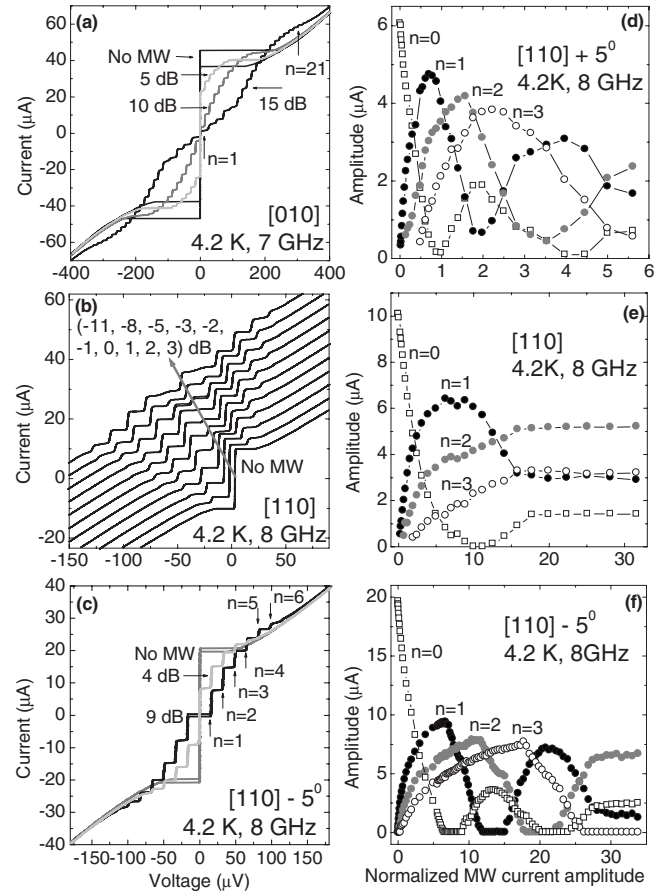 (a)
60
40
20
0
-20
-40
-60
Current (µA)
No MW
5 dB
10 dB
15 dB
n=21
n=1
[010]
4.2 K, 7 GHz
-400 -200 0 200 400
(b)
60
40
20
0
-20
Current (µA)
(-11, -8, -5, -3, -2,
-1, 0, 1, 2, 3) dB
No MW
[110]
4.2 K, 8 GHz
-150 -100 -50 0 50
(c)
40
30
20
10
0
-10
-20
-30
-40
Current (µA)
n=5
n=6
No MW
4 dB
9 dB
n=4
n=3
n=2
n=1
[110] - 5⁰
4.2 K, 8 GHz
-150 -100 -50 0 50 100 150
Voltage (µV)
(d)
6
4
2
0
Amplitude (µA)
n=0
n=1
n=2
n=3
[110] + 5⁰
4.2K, 8 GHz
0 1 2 3 4 5 6
(e)
10
8
6
4
2
0
Amplitude (µA)
n=0
n=1
n=2
n=3
[110]
4.2K, 8 GHz
0 5 10 15 20 25 30
(f)
20
15
10
5
0
Amplitude (µA)
n=0
n=1
n=2
n=3
[110] - 5⁰
4.2 K, 8GHz
0 10 20 30
Normalized MW current amplitude